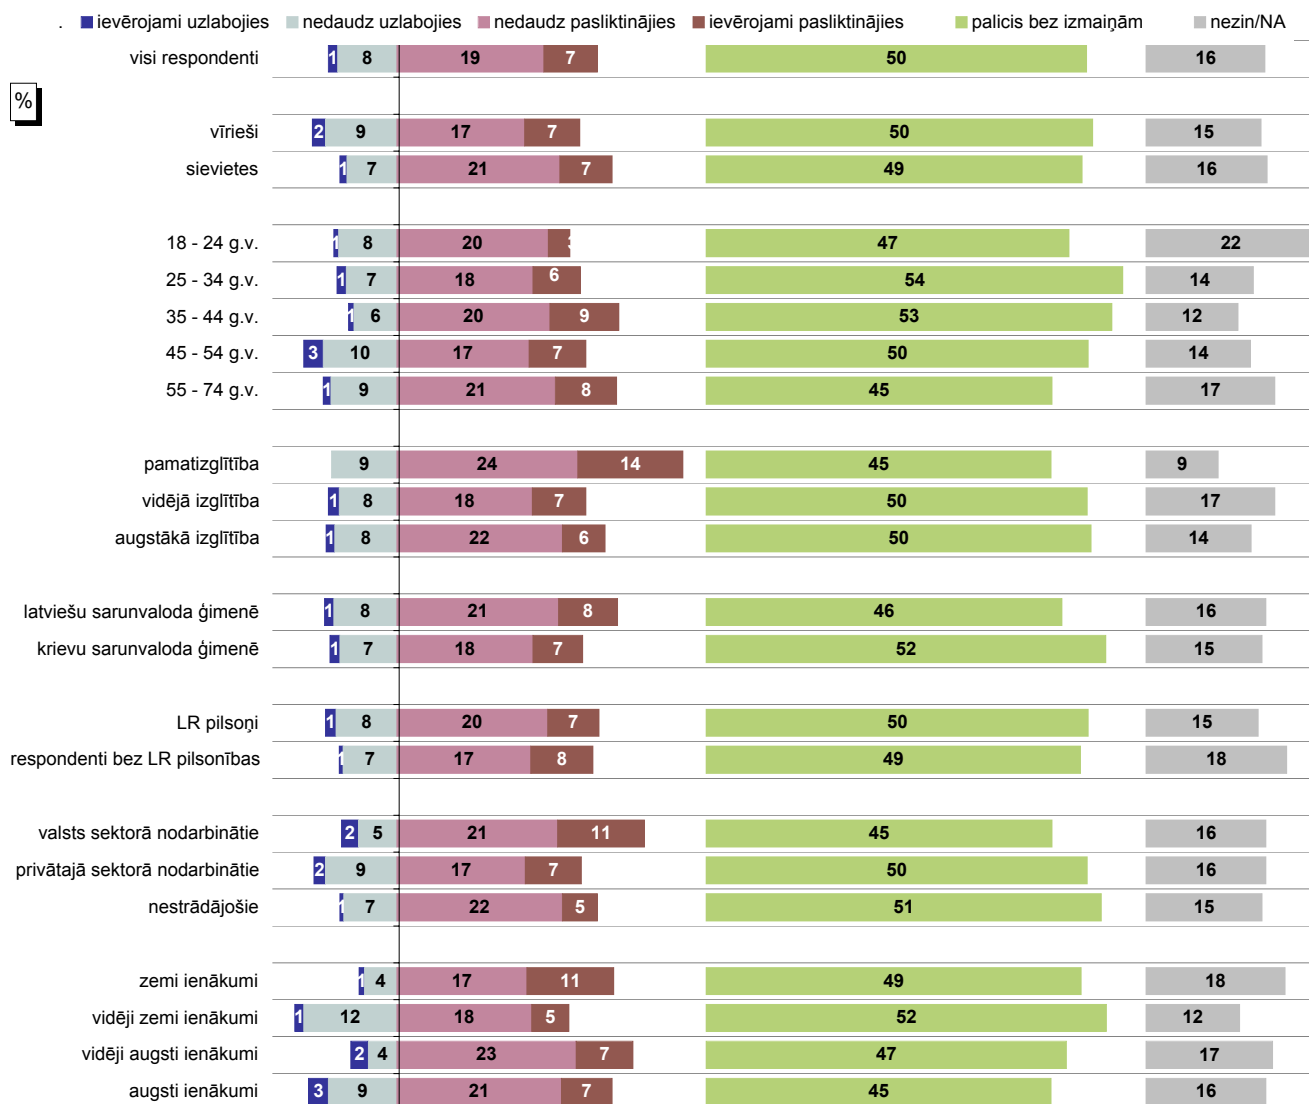 . ievērojami uzlabojies nedaudz uzlabojies nedaudz pasliktinājies ievērojami pasliktinājies palicis bez izmaiņām nezin/NA
visi respondenti 1 8 19 7 50 16
%
vīrieši 2 9 17 7 50 15
sievietes 1 7 21 7 49 16
18 - 24 g.v. 1 8 20 3 47 22
25 - 34 g.v. 1 7 18 6 54 14
35 - 44 g.v. 1 6 20 9 53 12
45 - 54 g.v. 3 10 17 7 50 14
55 - 74 g.v. 1 9 21 8 45 17
pamatizglītība 9 24 14 45 9
vidējā izglītība 1 8 18 7 50 17
augstākā izglītība 1 8 22 6 50 14
latviešu sarunvaloda ģimenē 1 8 21 8 46 16
krievu sarunvaloda ģimenē 1 7 18 7 52 15
LR pilsoņi 1 8 20 7 50 15
respondenti bez LR pilsonības 1 7 17 8 49 18
valsts sektorā nodarbinātie 2 5 21 11 45 16
privātajā sektorā nodarbinātie 2 9 17 7 50 16
nestrādājošie 1 7 22 5 51 15
zemi ienākumi 1 4 17 11 49 18
vidēji zemi ienākumi 1 12 18 5 52 12
vidēji augsti ienākumi 2 4 23 7 47 17
augsti ienākumi 3 9 21 7 45 16